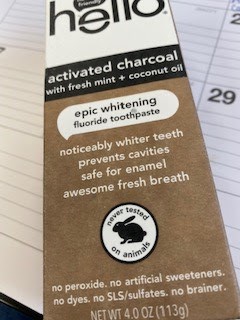 friendly
hello
activated charcoal
with fresh mint + coconut oil
epic whitening
fluoride toothpaste
noticeably whiter teeth
prevents cavities
safe for enamel
awesome fresh breath
never tested
on animals
no peroxide. no artificial sweeteners.
no dyes. no SLS/sulfates. no brainer.
NET WT 4.0 OZ (113g)
22
29